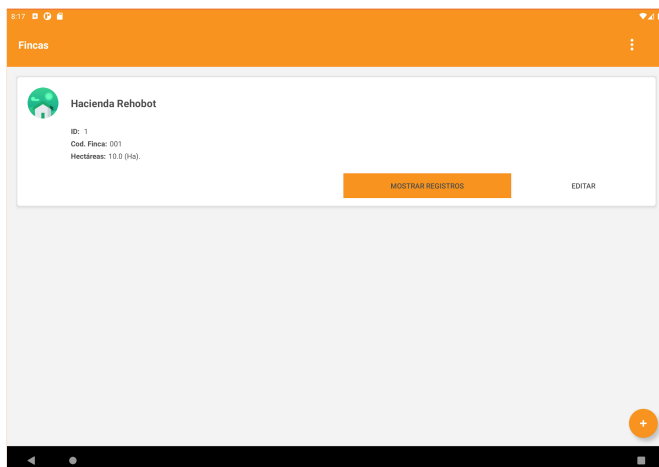 8:17
Fincas
Hacienda Rehobot
ID: 1
Cod. Finca: 001
Hectáreas: 10.0 (Ha).
MOSTRAR REGISTROS
EDITAR
+